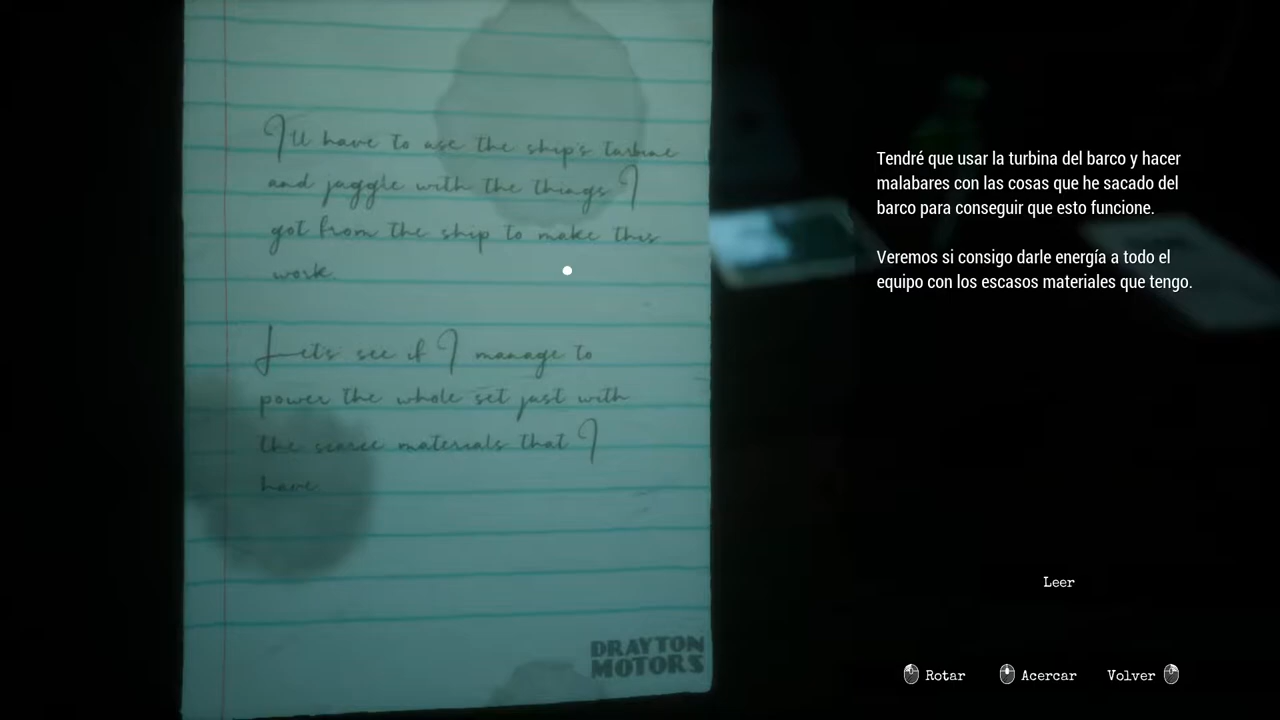 I'll have to use the ship's turbine
and juggle with the things I
got from the ship to make this
work.
Let's see if I manage to
power the whole set just with
the scarce materials that I
have
DRAYTON
MOTORS
Tendré que usar la turbina del barco y hacer
malabares con las cosas que he sacado del
barco para conseguir que esto funcione.
Veremos si consigo darle energía a todo el
equipo con los escasos materiales que tengo.
Leer
Rotar
Acercar
Volver